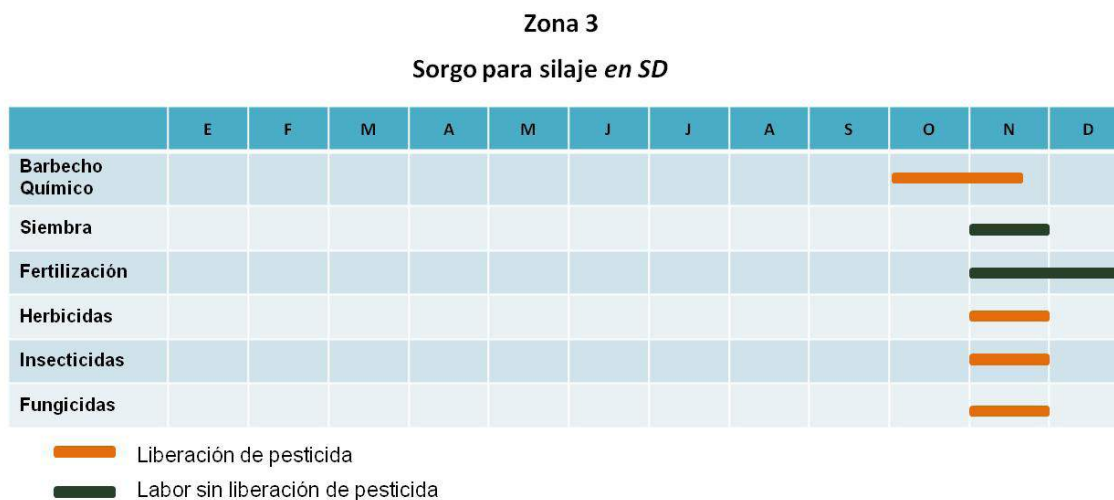 Zona 3
Sorgo para silaje en SD
E F M A M J J A S O N D
Barbecho
Químico
Siembra
Fertilización
Herbicidas
Insecticidas
Fungicidas
Liberación de pesticida
Labor sin liberación de pesticida